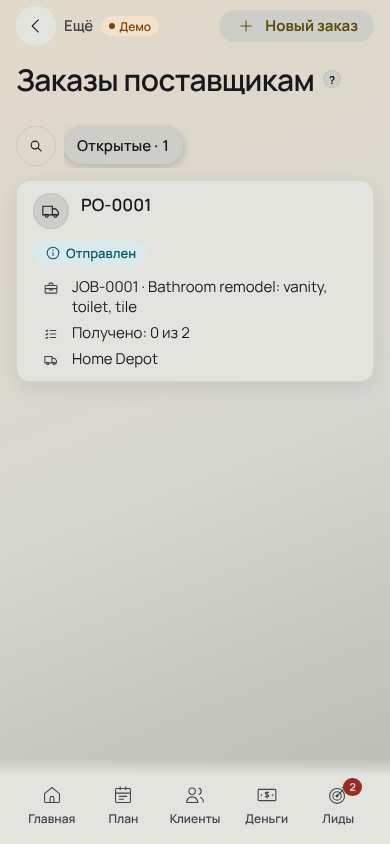 Ещё
Демо
Новый заказ
Заказы поставщикам
?
Открытые · 1
PO-0001
Отправлен
JOB-0001 · Bathroom remodel: vanity,
toilet, tile
Получено: 0 из 2
Home Depot
2
Главная
План
Клиенты
Деньги
Лиды